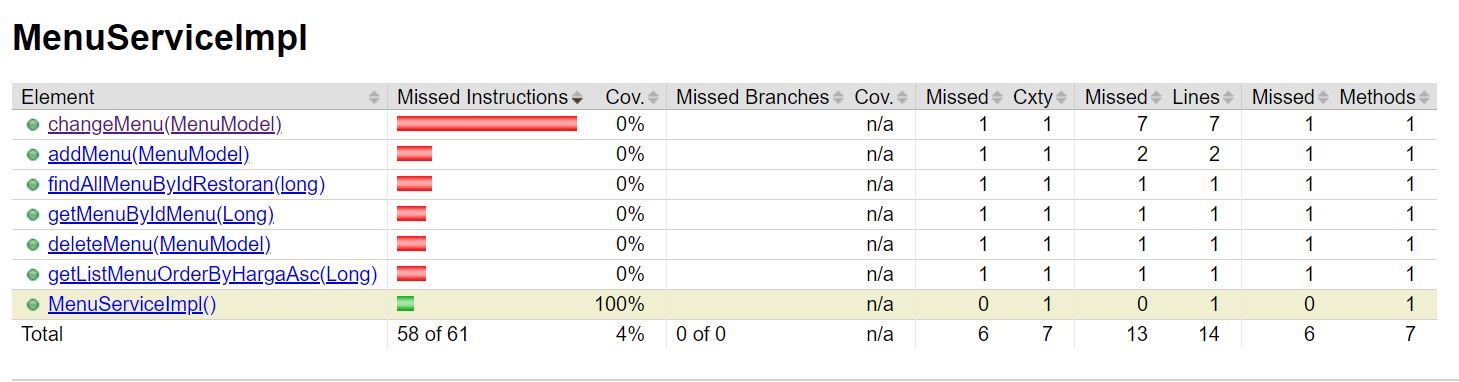 MenuServiceImpl
Element Missed Instructions Cov. Missed Branches Cov. Missed Cxty Missed Lines Missed Methods
changeMenu(MenuModel) 0% n/a 1 1 7 7 1 1
addMenu(MenuModel) 0% n/a 1 1 2 2 1 1
findAllMenuByIdRestoran(long) 0% n/a 1 1 1 1 1 1
getMenuByIdMenu(Long) 0% n/a 1 1 1 1 1 1
deleteMenu(MenuModel) 0% n/a 1 1 1 1 1 1
getListMenuOrderByHargaAsc(Long) 0% n/a 1 1 1 1 1 1
MenuServiceImpl() 100% n/a 0 1 0 1 0 1
Total 58 of 61 4% 0 of 0 n/a 6 7 13 14 6 7